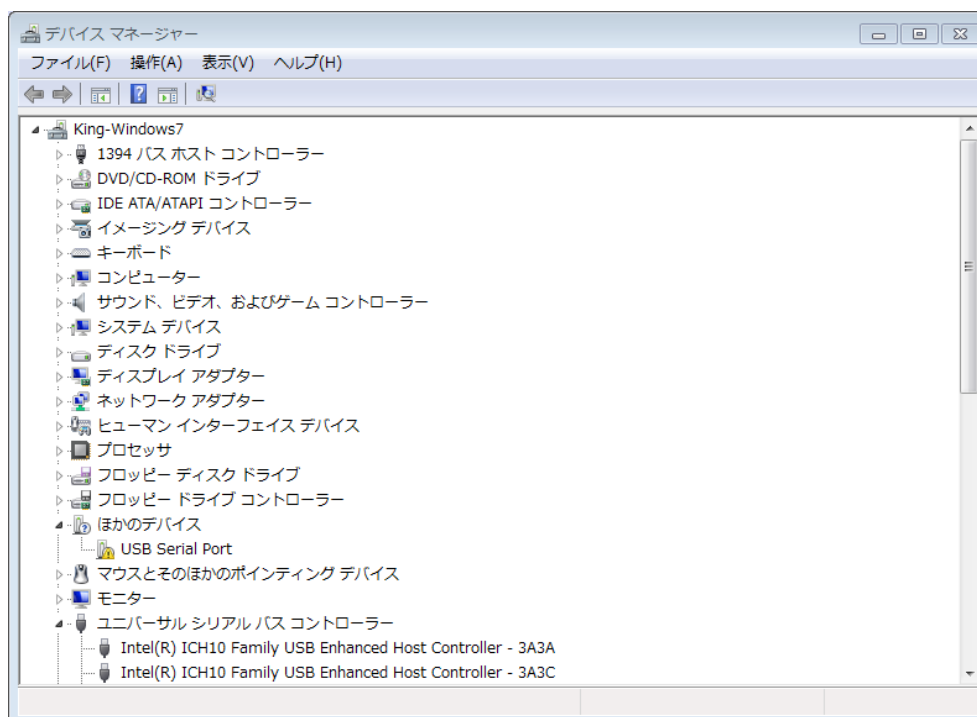 デバイス マネージャー
ファイル(F) 操作(A) 表示(V) ヘルプ(H)
King-Windows7
1394 バス ホスト コントローラー
DVD/CD-ROM ドライブ
IDE ATA/ATAPI コントローラー
イメージング デバイス
キーボード
コンピューター
サウンド、ビデオ、およびゲーム コントローラー
システム デバイス
ディスク ドライブ
ディスプレイ アダプター
ネットワーク アダプター
ヒューマン インターフェイス デバイス
プロセッサ
フロッピー ディスク ドライブ
フロッピー ドライブ コントローラー
ほかのデバイス
USB Serial Port
マウスとそのほかのポインティング デバイス
モニター
ユニバーサル シリアル バス コントローラー
Intel(R) ICH10 Family USB Enhanced Host Controller - 3A3A
Intel(R) ICH10 Family USB Enhanced Host Controller - 3A3C